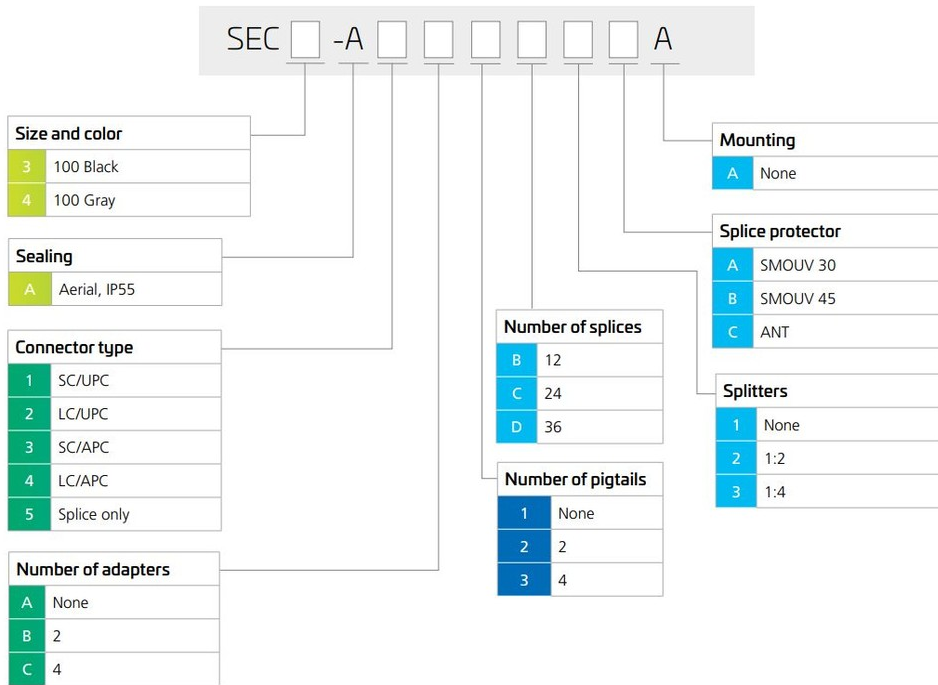 SEC -A A
Size and color
3 100 Black
4 100 Gray
Sealing
A Aerial, IP55
Connector type
1 SC/UPC
2 LC/UPC
3 SC/APC
4 LC/APC
5 Splice only
Number of adapters
A None
B 2
C 4
Number of splices
B 12
C 24
D 36
Number of pigtails
1 None
2 2
3 4
Mounting
A None
Splice protector
A SMOUV 30
B SMOUV 45
C ANT
Splitters
1 None
2 1:2
3 1:4